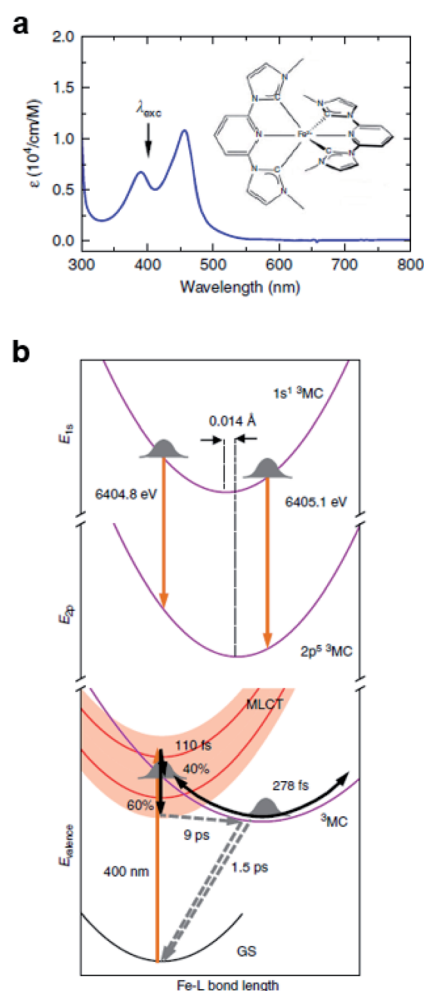 a
2.0
1.5
1.0
0.5
0.0
ε (10⁴/cm/M)
λexc
N
N
N
C
C
N
Fe²⁺
N
N
C
C
N
N
N
300 400 500 600 700 800
Wavelength (nm)
b
1s¹ ³MC
0.014 Å
E1s
6404.8 eV
6405.1 eV
E2p
2p⁵ ³MC
MLCT
110 fs
40%
278 fs
60%
9 ps
³MC
Evalence
1.5 ps
400 nm
GS
Fe-L bond length